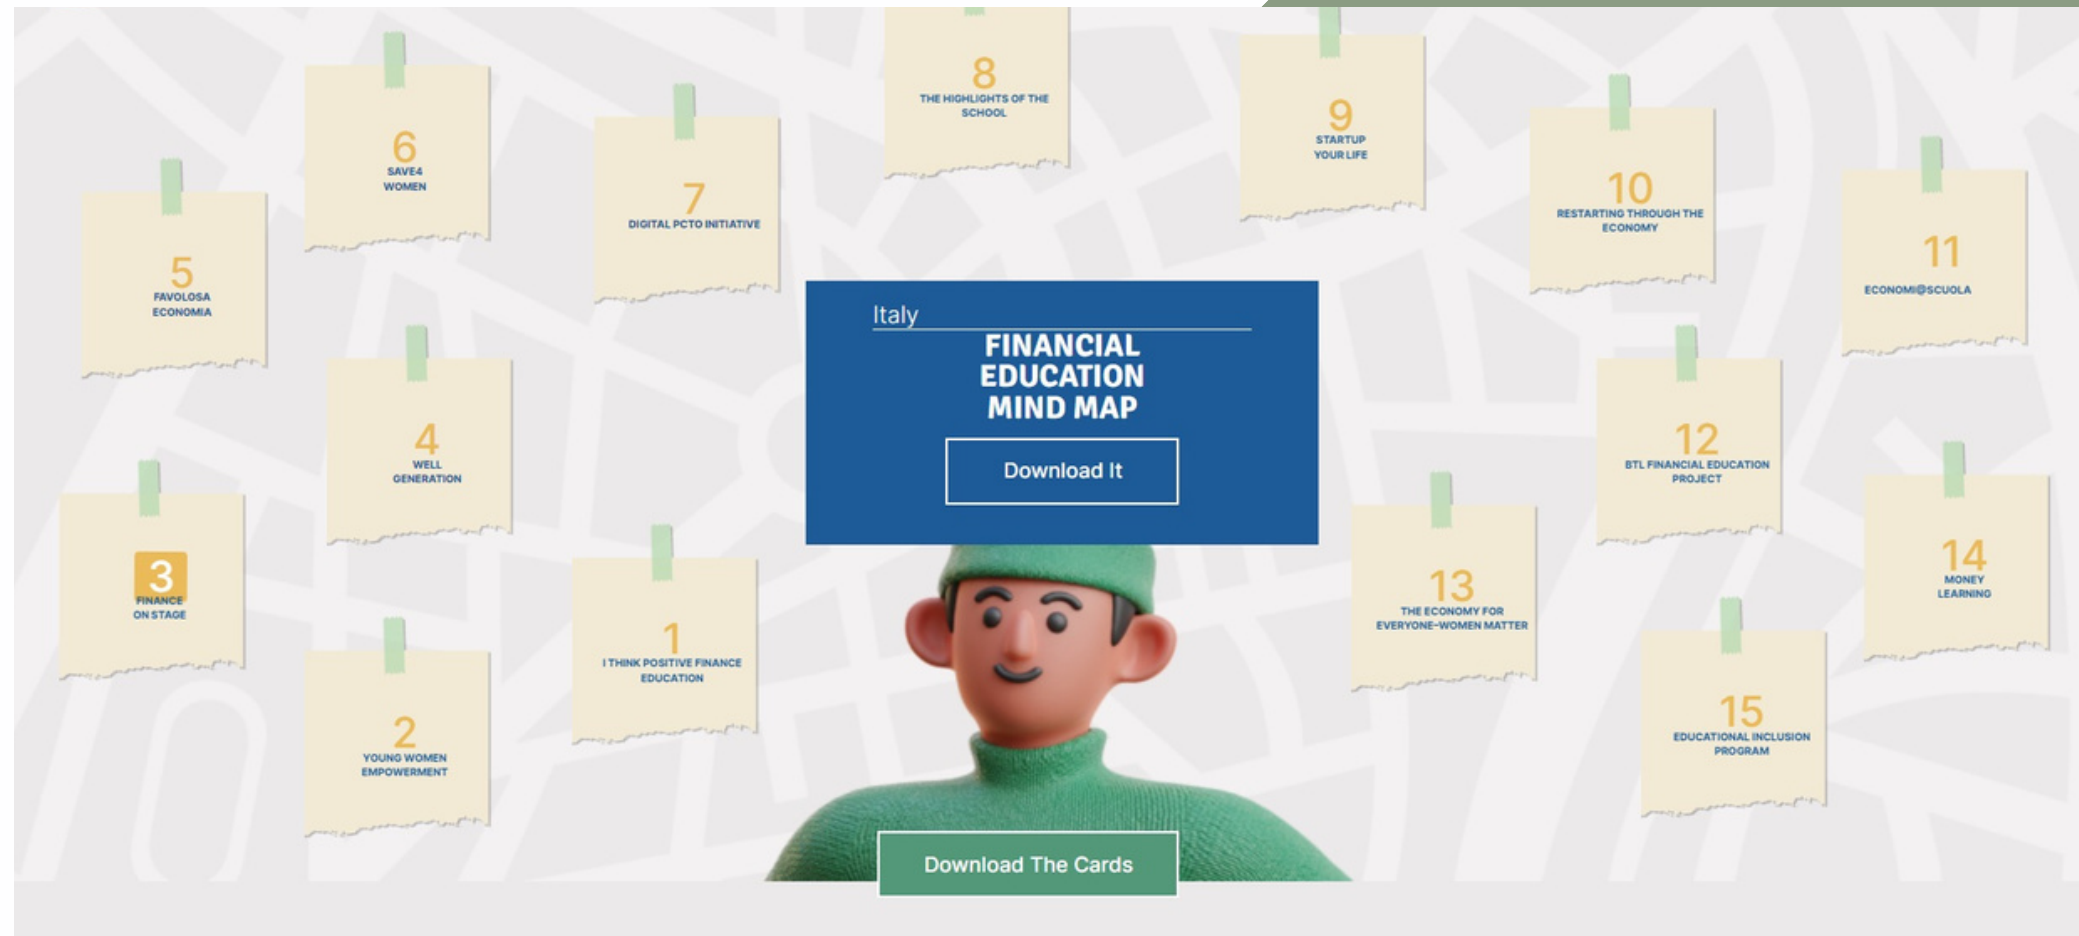 8
THE HIGHLIGHTS OF THE
SCHOOL
9
STARTUP
YOUR LIFE
6
SAVE4
WOMEN
7
DIGITAL PCTO INITIATIVE
10
RESTARTING THROUGH THE
ECONOMY
11
ECONOMI@SCUOLA
5
FAVOLOSA
ECONOMIA
Italy
FINANCIAL
EDUCATION
MIND MAP
Download It
4
WELL
GENERATION
12
BTL FINANCIAL EDUCATION
PROJECT
3
FINANCE
ON STAGE
13
THE ECONOMY FOR
EVERYONE-WOMEN MATTER
14
MONEY
LEARNING
1
I THINK POSITIVE FINANCE
EDUCATION
2
YOUNG WOMEN
EMPOWERMENT
15
EDUCATIONAL INCLUSION
PROGRAM
Download The Cards